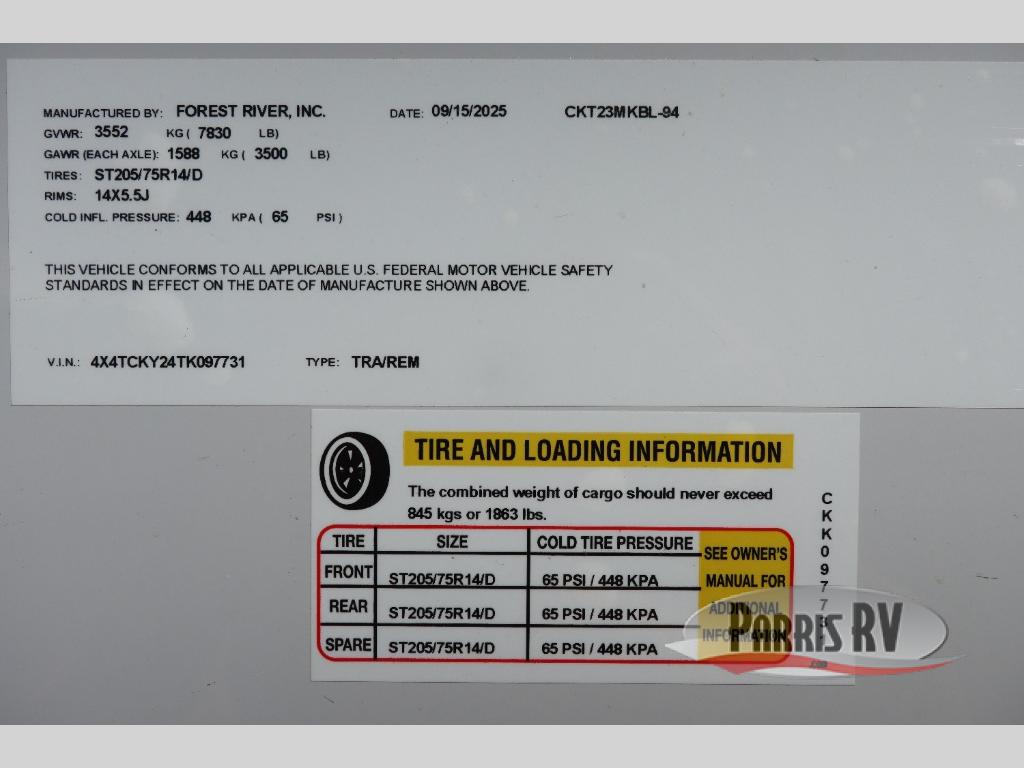 MANUFACTURED BY: FOREST RIVER, INC. DATE: 09/15/2025 CKT23MKBL-94
GVWR: 3552 KG ( 7830 LB)
GAWR (EACH AXLE): 1588 KG ( 3500 LB)
TIRES: ST205/75R14/D
RIMS: 14X5.5J
COLD INFL. PRESSURE: 448 KPA ( 65 PSI )
THIS VEHICLE CONFORMS TO ALL APPLICABLE U.S. FEDERAL MOTOR VEHICLE SAFETY
STANDARDS IN EFFECT ON THE DATE OF MANUFACTURE SHOWN ABOVE.
V.I.N.: 4X4TCKY24TK097731 TYPE: TRA/REM
TIRE AND LOADING INFORMATION
The combined weight of cargo should never exceed
845 kgs or 1863 lbs.
TIRE SIZE COLD TIRE PRESSURE
FRONT ST205/75R14/D 65 PSI / 448 KPA
REAR ST205/75R14/D 65 PSI / 448 KPA
SPARE ST205/75R14/D 65 PSI / 448 KPA
SEE OWNER'S
MANUAL FOR
ADDITIONAL
INFORMATION
CKK097731
PARRIS RV
.com